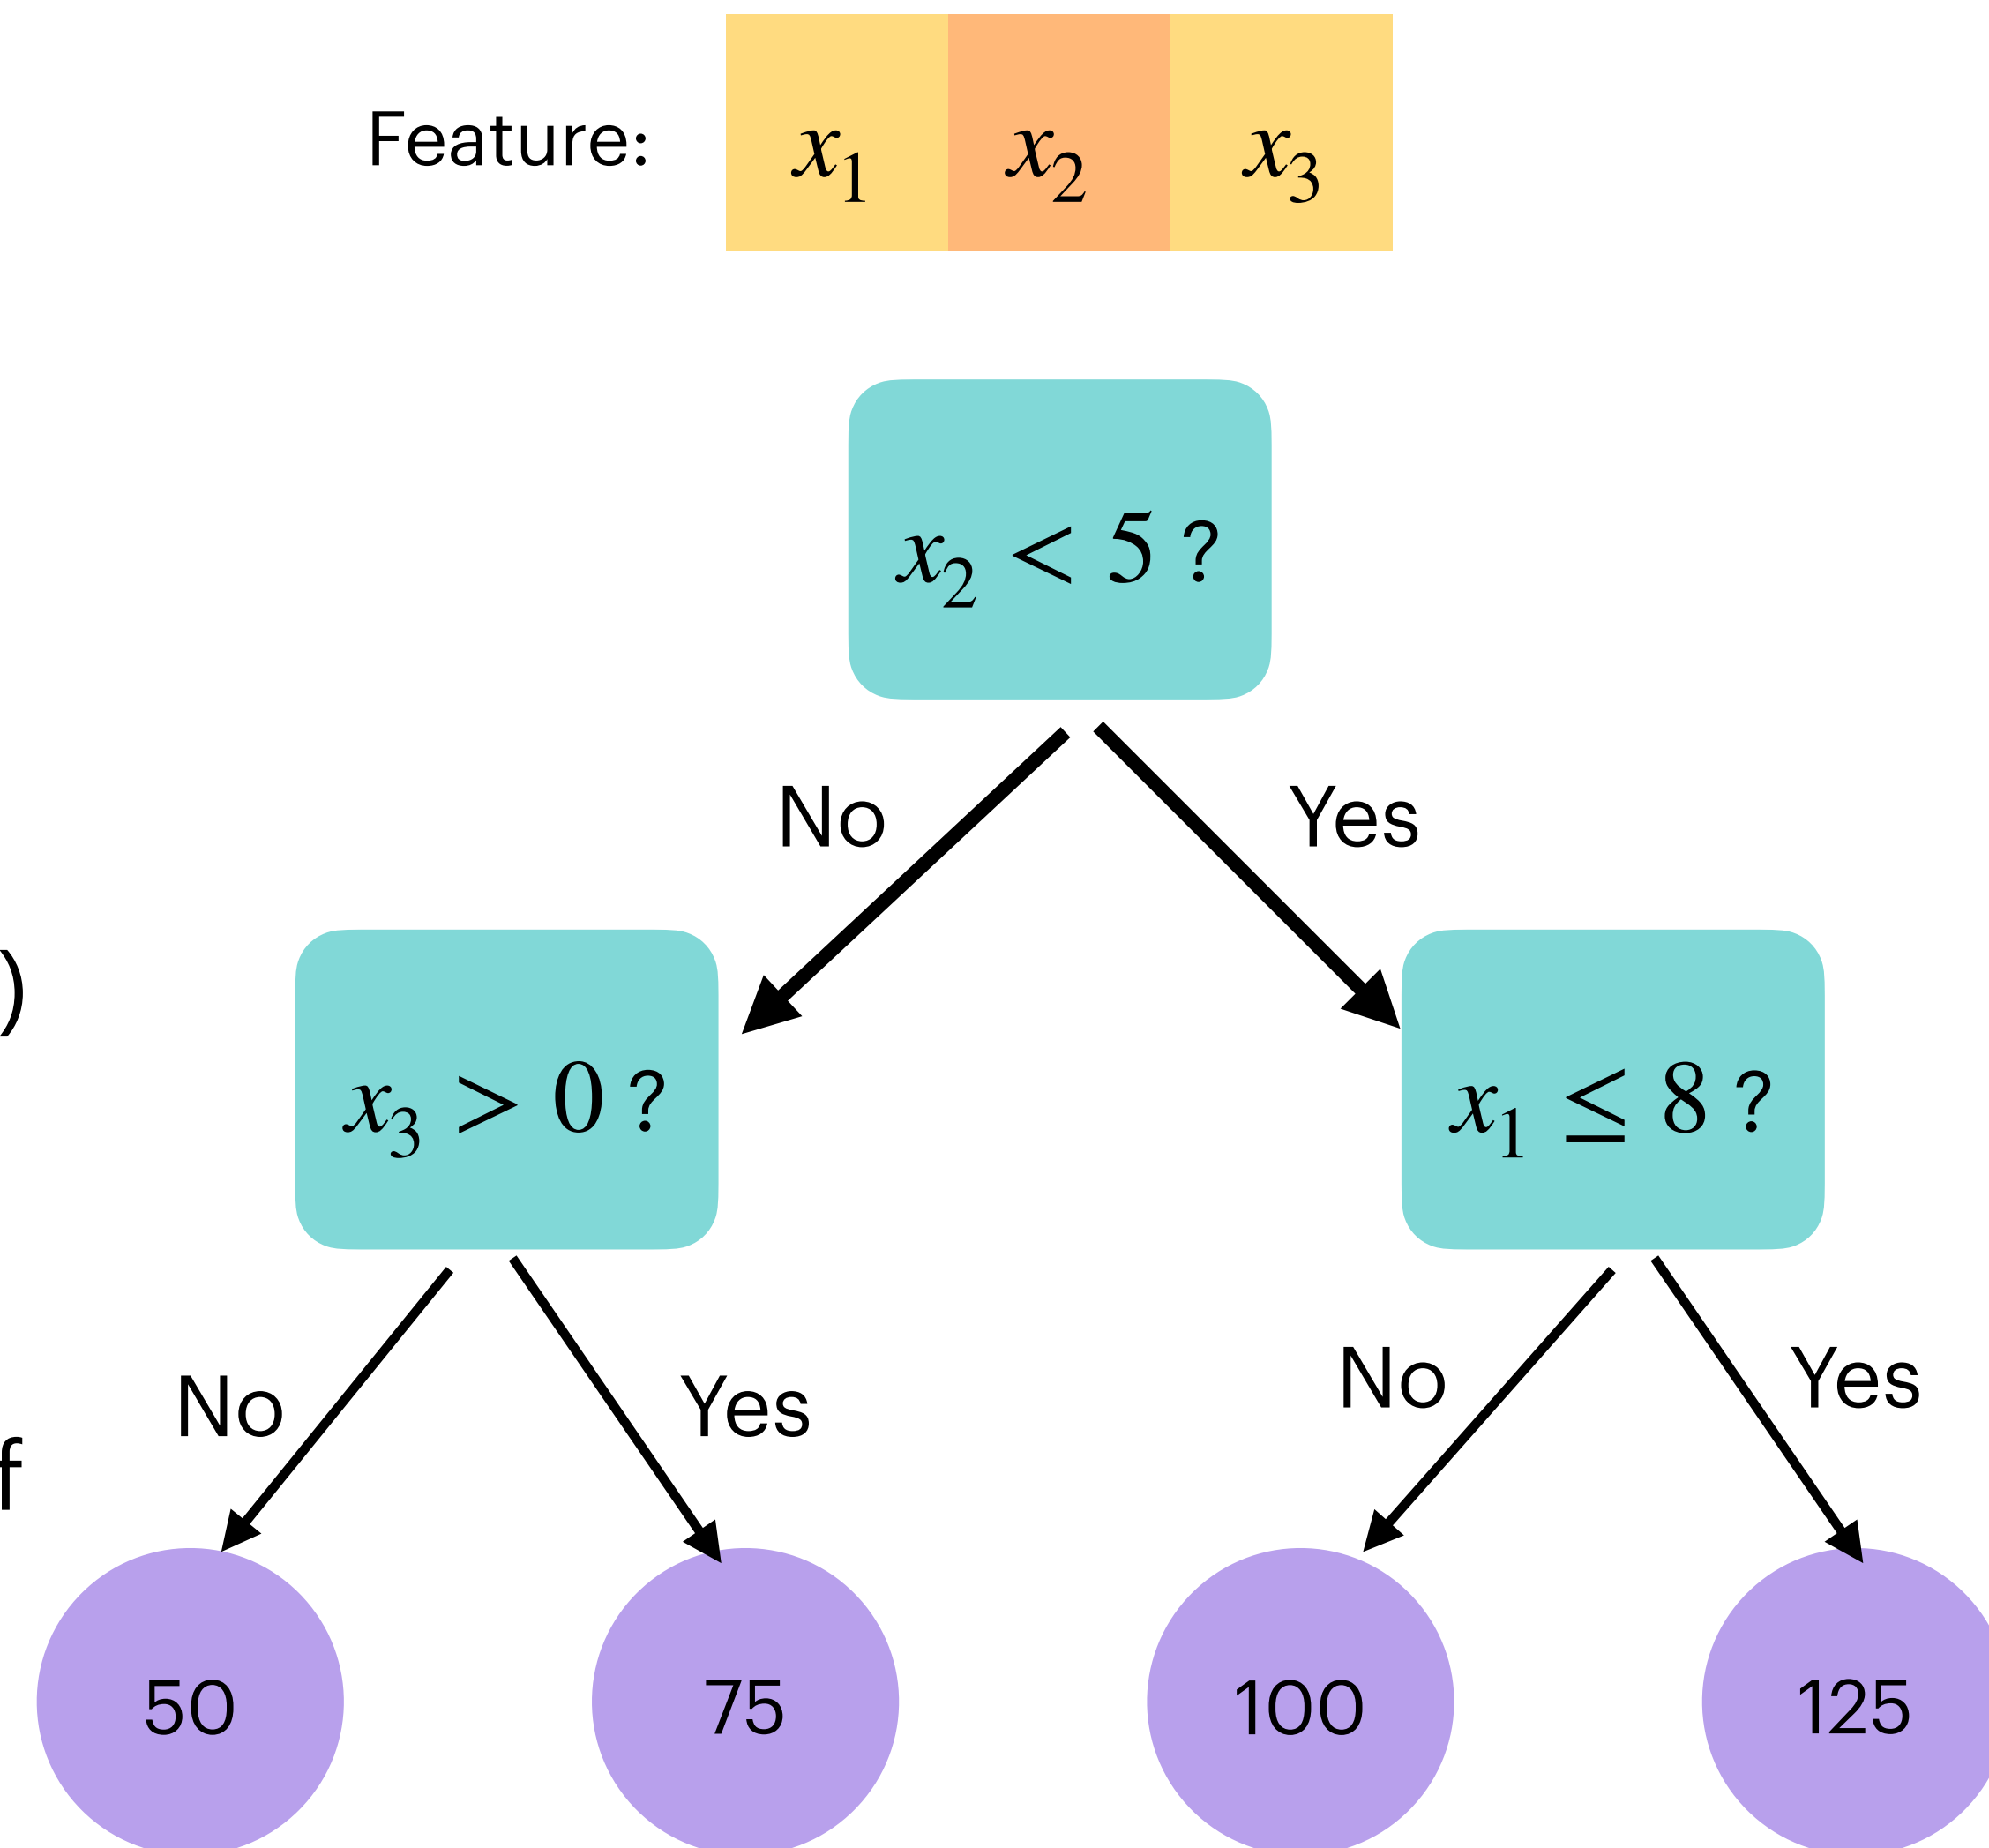 Feature: x₁ x₂ x₃
x₂ < 5 ?
No Yes
)
x₃ > 0 ? x₁ ≤ 8 ?
No Yes No Yes
f
50 75 100 125